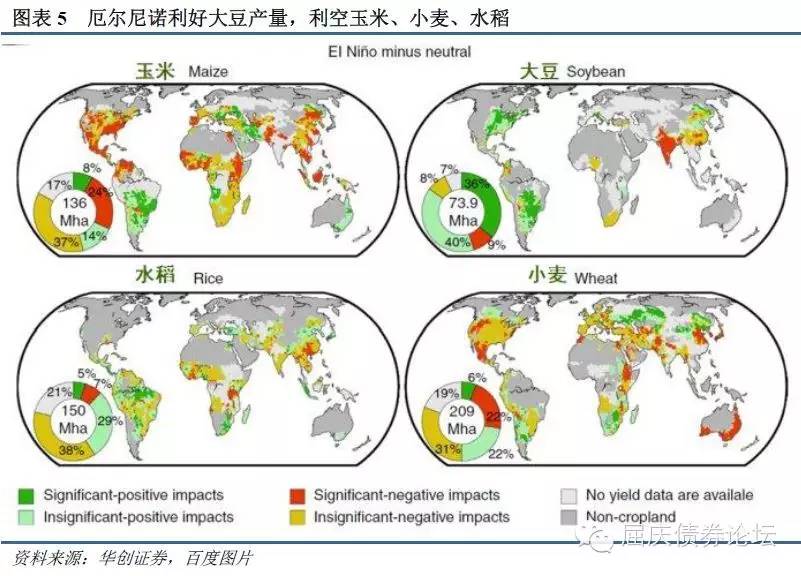 图表 5 厄尔尼诺利好大豆产量，利空玉米、小麦、水稻
El Niño minus neutral
玉米 Maize
大豆 Soybean
8%
17%
24%
136
Mha
37%
14%
7%
8%
36%
73.9
Mha
40%
9%
水稻 Rice
小麦 Wheat
5%
7%
21%
150
Mha
29%
38%
6%
19%
22%
209
Mha
31%
22%
Significant-positive impacts
Significant-negative impacts
No yield data are availale
Insignificant-positive impacts
Insignificant-negative impacts
Non-cropland
屈庆债券论坛
资料来源：华创证券，百度图片